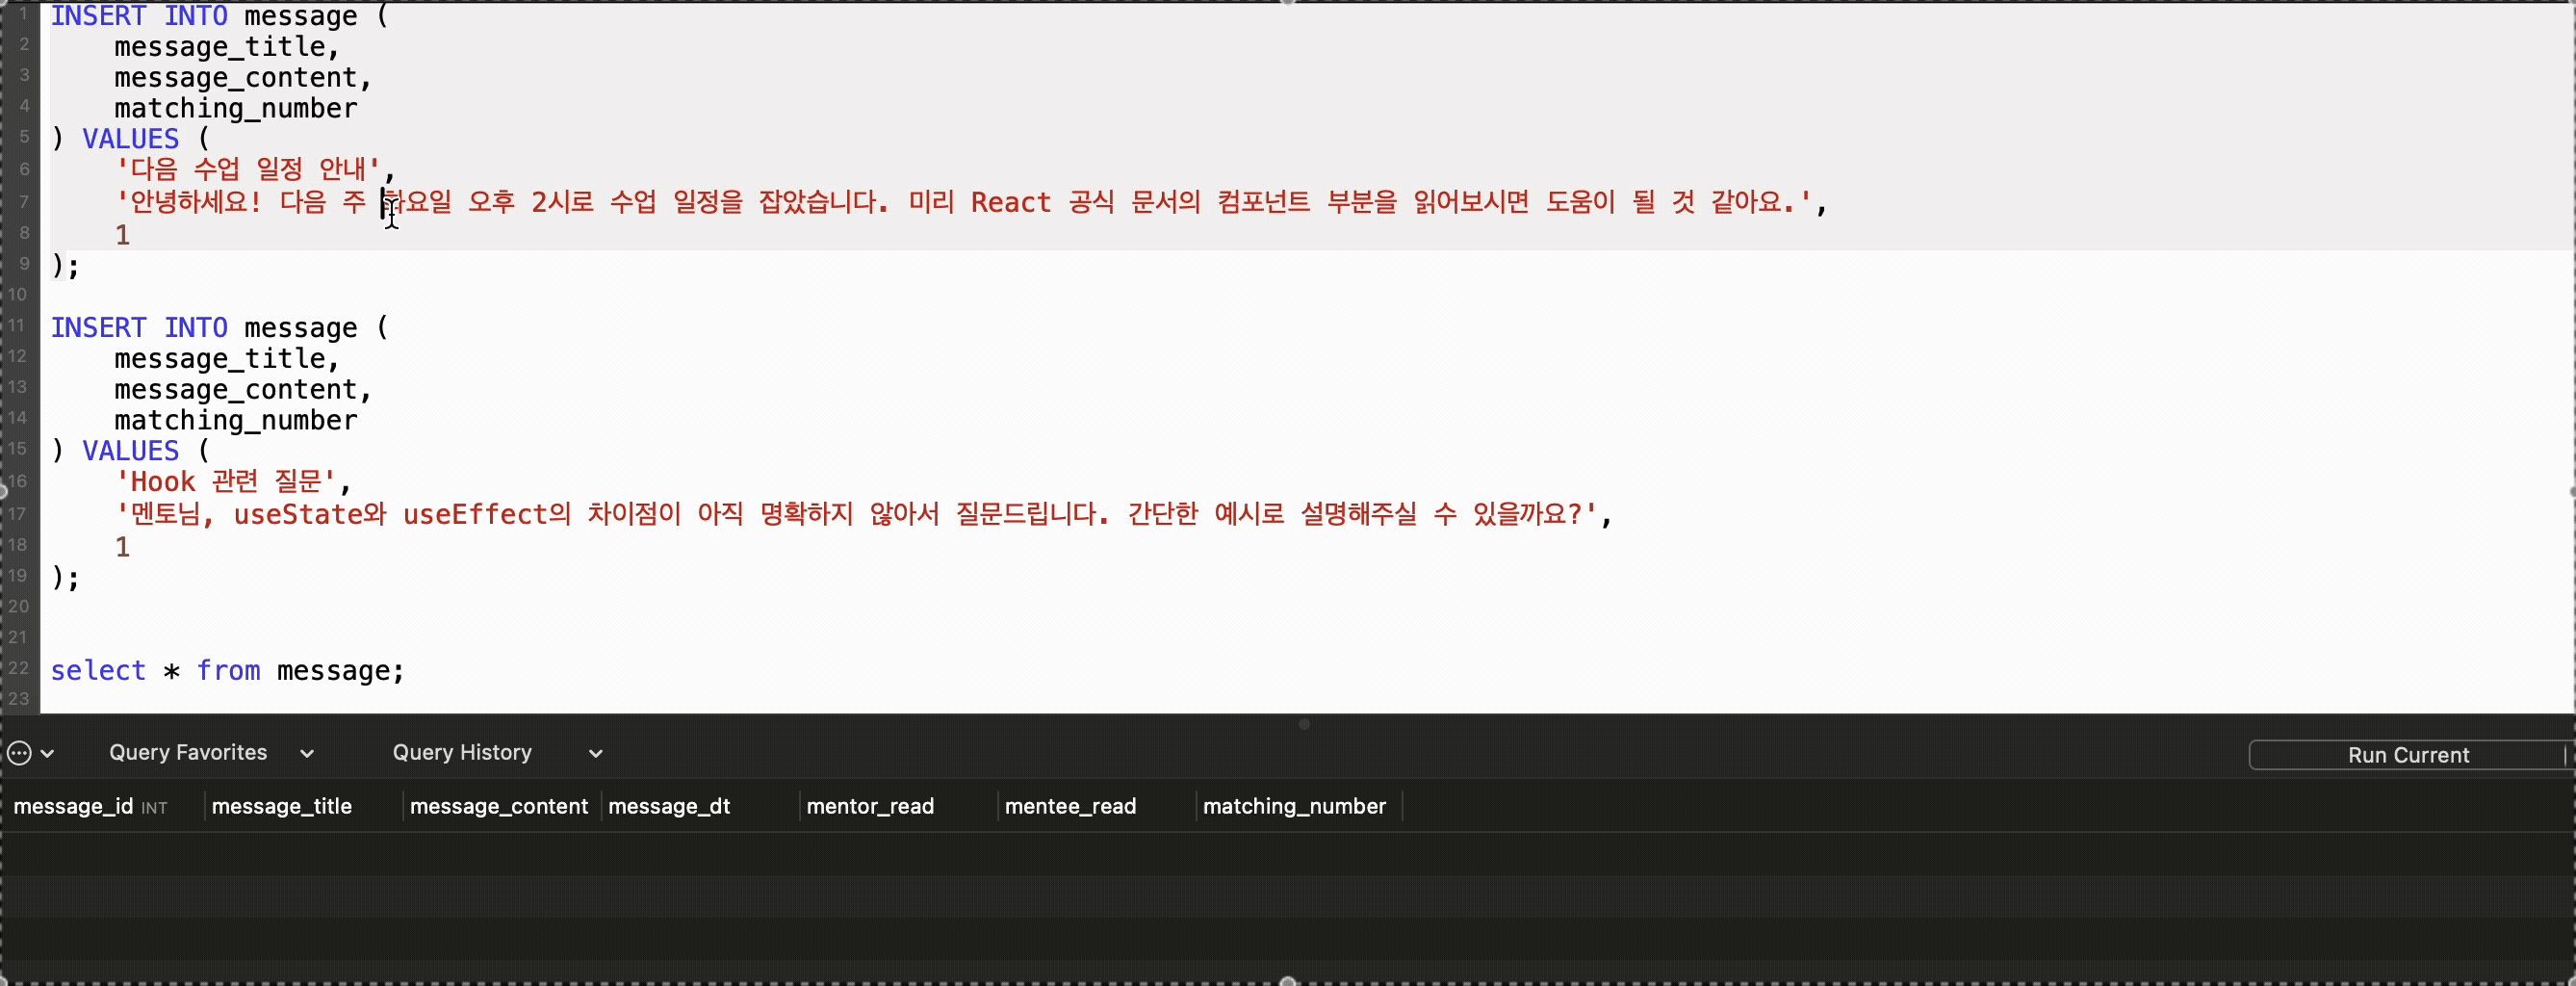 1 INSERT INTO message (
2 message_title,
3 message_content,
4 matching_number
5 ) VALUES (
6 '다음 수업 일정 안내',
7 '안녕하세요! 다음 주 화요일 오후 2시로 수업 일정을 잡았습니다. 미리 React 공식 문서의 컴포넌트 부분을 읽어보시면 도움이 될 것 같아요.',
8 1
9 );
10
11 INSERT INTO message (
12 message_title,
13 message_content,
14 matching_number
15 ) VALUES (
16 'Hook 관련 질문',
17 '멘토님, useState와 useEffect의 차이점이 아직 명확하지 않아서 질문드립니다. 간단한 예시로 설명해주실 수 있을까요?',
18 1
19 );
20
21
22 select * from message;
23
Query Favorites Query History Run Current
message_id INT message_title message_content message_dt mentor_read mentee_read matching_number